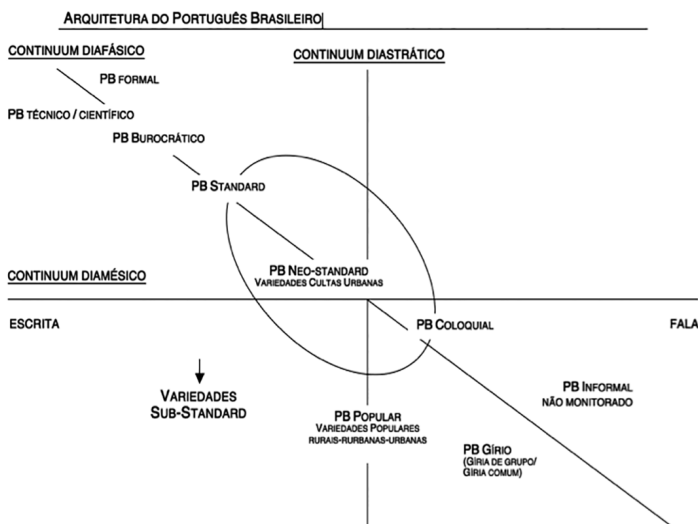 ARQUITETURA DO PORTUGUÊS BRASILEIRO
CONTINUUM DIAFÁSICO
CONTINUUM DIASTRÁTICO
PB FORMAL
PB TÉCNICO / CIENTÍFICO
PB BUROCRÁTICO
PB STANDARD
PB NEO-STANDARD
VARIEDADES CULTAS URBANAS
CONTINUUM DIAMÉSICO
ESCRITA
PB COLOQUIAL
FALA
VARIEDADES
SUB-STANDARD
PB INFORMAL
NÃO MONITORADO
PB POPULAR
VARIEDADES POPULARES
RURAIS-RURBANAS-URBANAS
PB GÍRIO
(GÍRIA DE GRUPO/
GÍRIA COMUM)